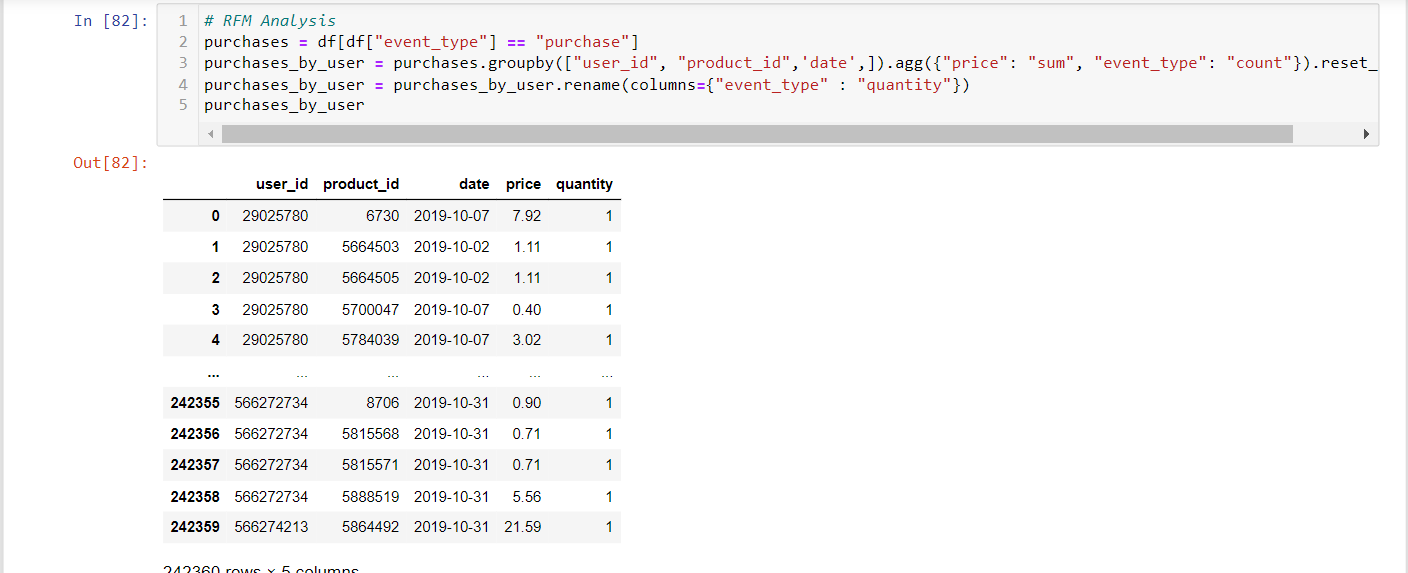 In [82]:
1 # RFM Analysis
2 purchases = df[df["event_type"] == "purchase"]
3 purchases_by_user = purchases.groupby(["user_id", "product_id",'date',]).agg({"price": "sum", "event_type": "count"}).reset_
4 purchases_by_user = purchases_by_user.rename(columns={"event_type" : "quantity"})
5 purchases_by_user
Out[82]:
user_id product_id date price quantity
0 29025780 6730 2019-10-07 7.92 1
1 29025780 5664503 2019-10-02 1.11 1
2 29025780 5664505 2019-10-02 1.11 1
3 29025780 5700047 2019-10-07 0.40 1
4 29025780 5784039 2019-10-07 3.02 1
... ... ... ... ... ...
242355 566272734 8706 2019-10-31 0.90 1
242356 566272734 5815568 2019-10-31 0.71 1
242357 566272734 5815571 2019-10-31 0.71 1
242358 566272734 5888519 2019-10-31 5.56 1
242359 566274213 5864492 2019-10-31 21.59 1
242360 rows × 5 columns